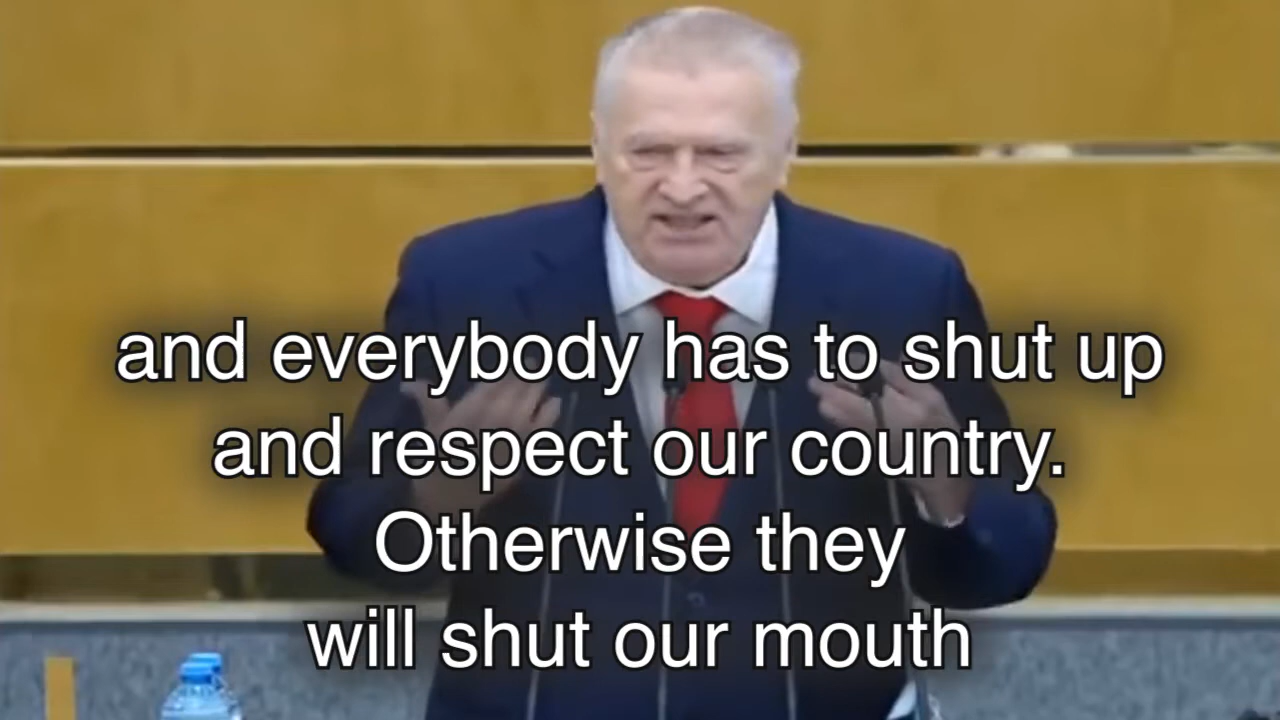 and everybody has to shut up
and respect our country.
Otherwise they
will shut our mouth